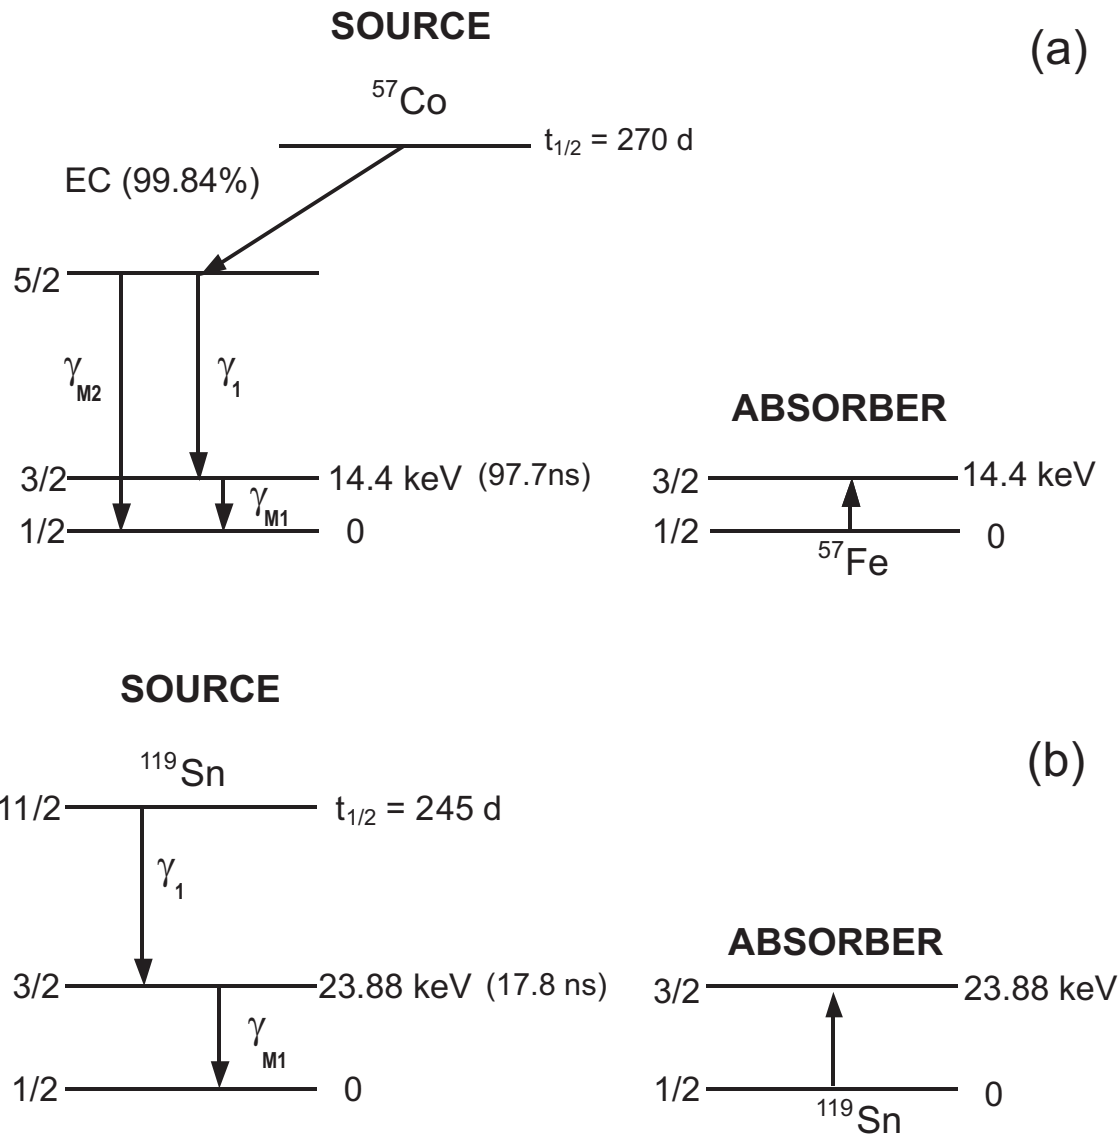 SOURCE
(a)
⁵⁷Co
t₁/₂ = 270 d
EC (99.84%)
5/2
γM2
γ1
ABSORBER
3/2
14.4 keV (97.7ns)
3/2
14.4 keV
γM1
1/2
0
1/2
0
⁵⁷Fe
SOURCE
(b)
¹¹⁹Sn
11/2
t₁/₂ = 245 d
γ1
ABSORBER
3/2
23.88 keV (17.8 ns)
3/2
23.88 keV
γM1
1/2
0
1/2
0
¹¹⁹Sn